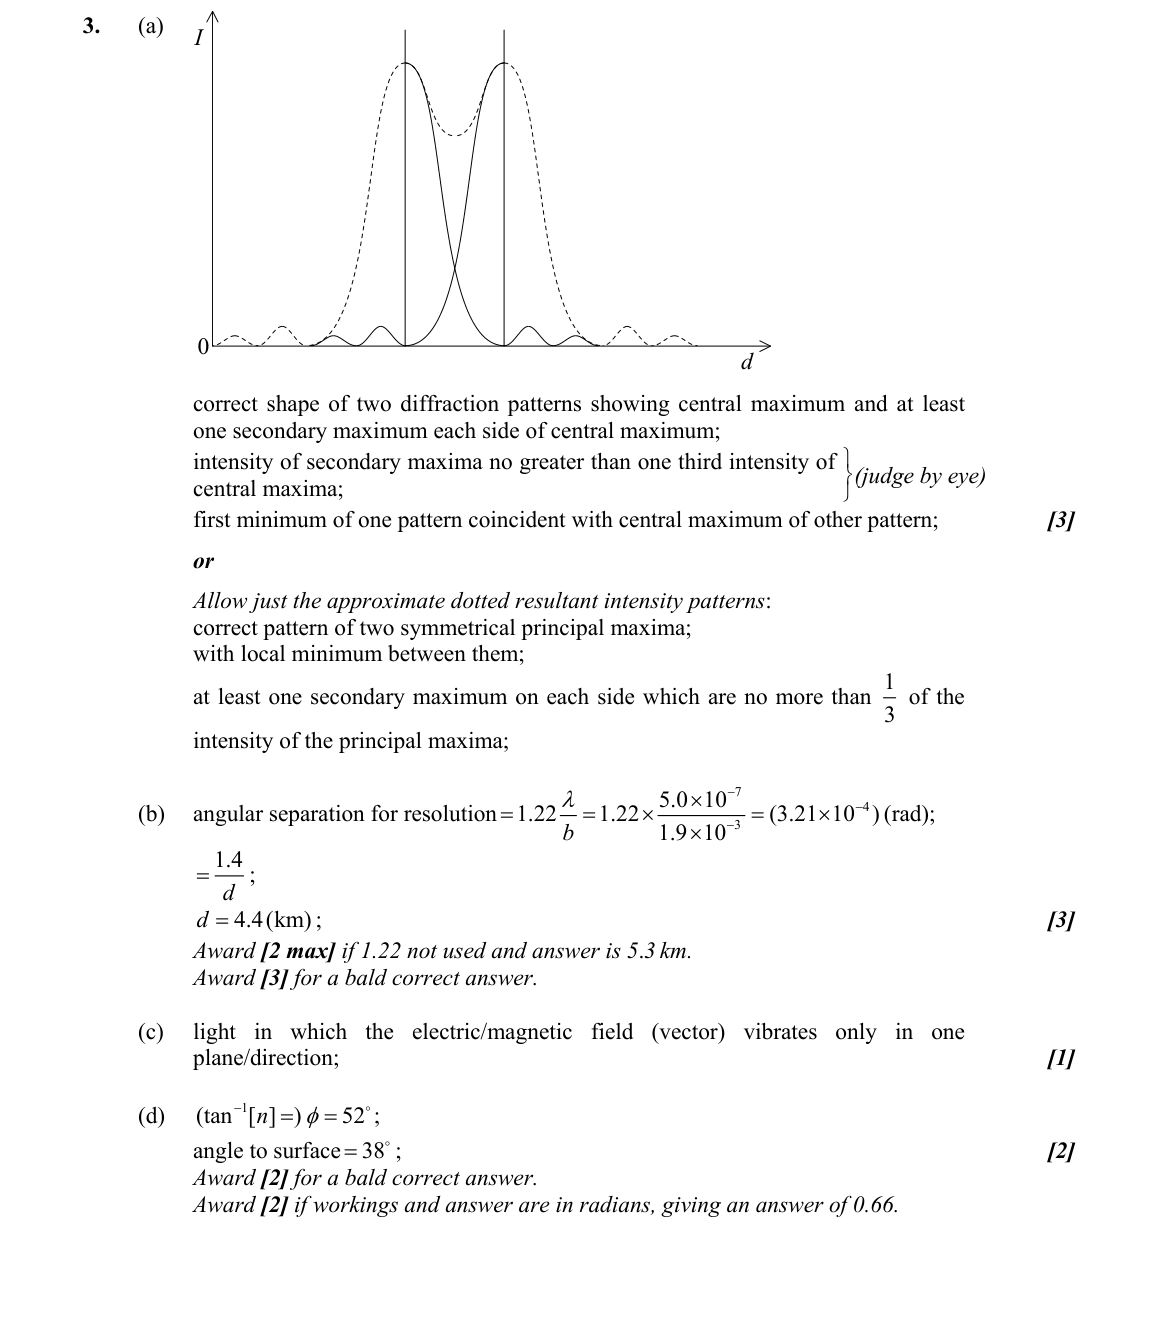 3. (a)
I
0
d
correct shape of two diffraction patterns showing central maximum and at least
one secondary maximum each side of central maximum;
intensity of secondary maxima no greater than one third intensity of
central maxima;
(judge by eye)
first minimum of one pattern coincident with central maximum of other pattern; [3]
or
Allow just the approximate dotted resultant intensity patterns:
correct pattern of two symmetrical principal maxima;
with local minimum between them;
at least one secondary maximum on each side which are no more than 1/3 of the
intensity of the principal maxima;
(b) angular separation for resolution = 1.22 λ/b = 1.22 × 5.0×10⁻⁷/1.9×10⁻³ = (3.21×10⁻⁴) (rad);
= 1.4/d ;
d = 4.4 (km) ; [3]
Award [2 max] if 1.22 not used and answer is 5.3 km.
Award [3] for a bald correct answer.
(c) light in which the electric/magnetic field (vector) vibrates only in one
plane/direction; [1]
(d) (tan⁻¹[n] =) ϕ = 52° ;
angle to surface = 38° ; [2]
Award [2] for a bald correct answer.
Award [2] if workings and answer are in radians, giving an answer of 0.66.